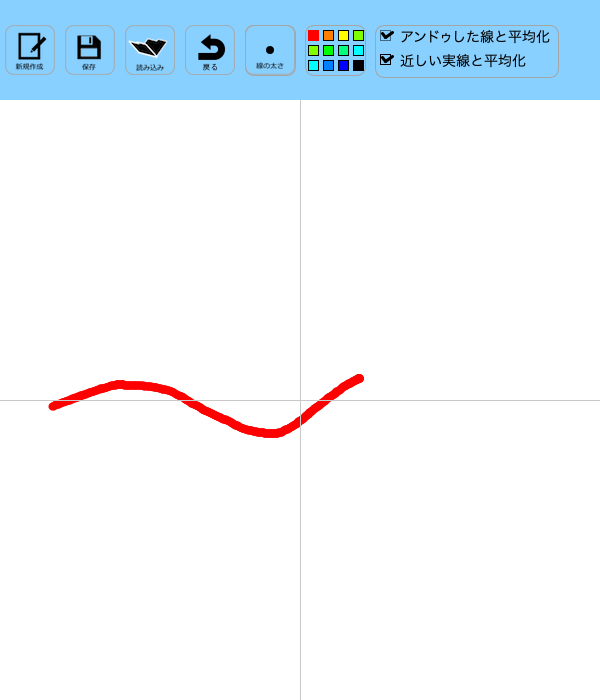 新規作成
保存
読み込み
戻る
線の太さ
アンドゥした線と平均化
近しい実線と平均化